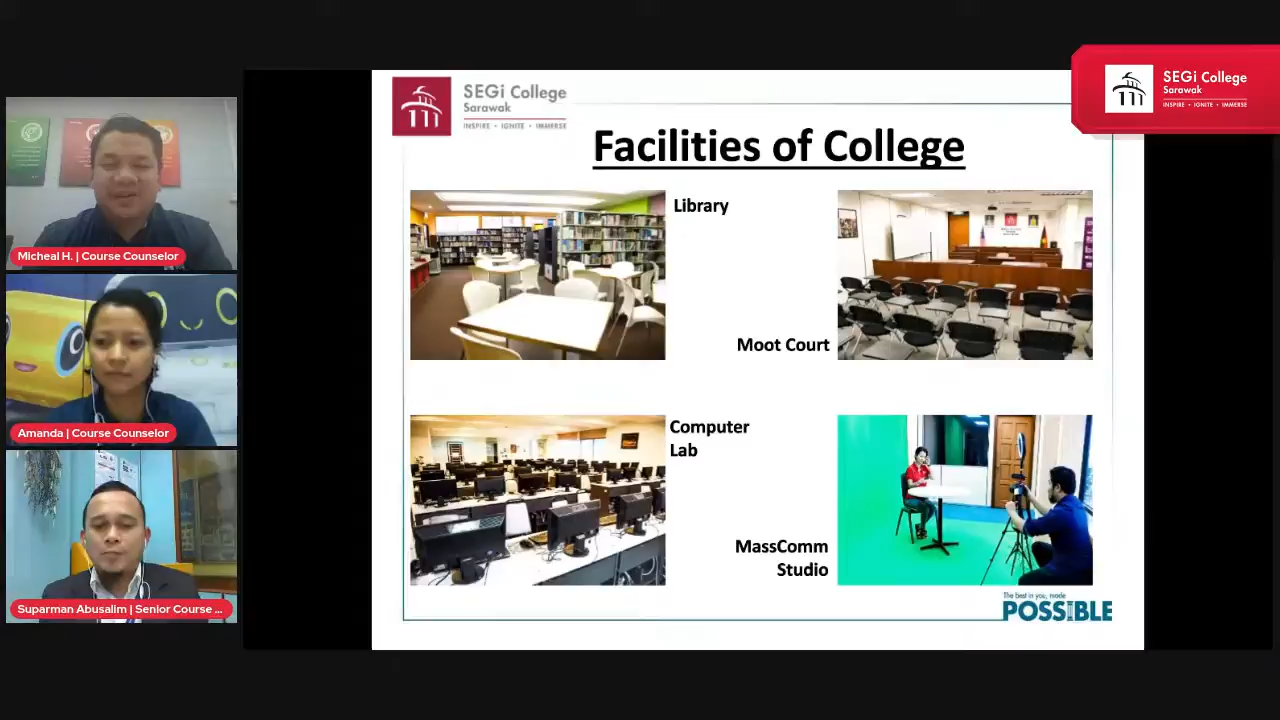 SEGi College
Sarawak
INSPIRE • IGNITE • IMMERSE
SEGi College
Sarawak
INSPIRE • IGNITE • IMMERSE
Facilities of College
Library
Moot Court
Computer
Lab
MassComm
Studio
The best in you, made
POSSIBLE
Micheal H. | Course Counselor
Amanda | Course Counselor
Suparman Abusalim | Senior Course ...